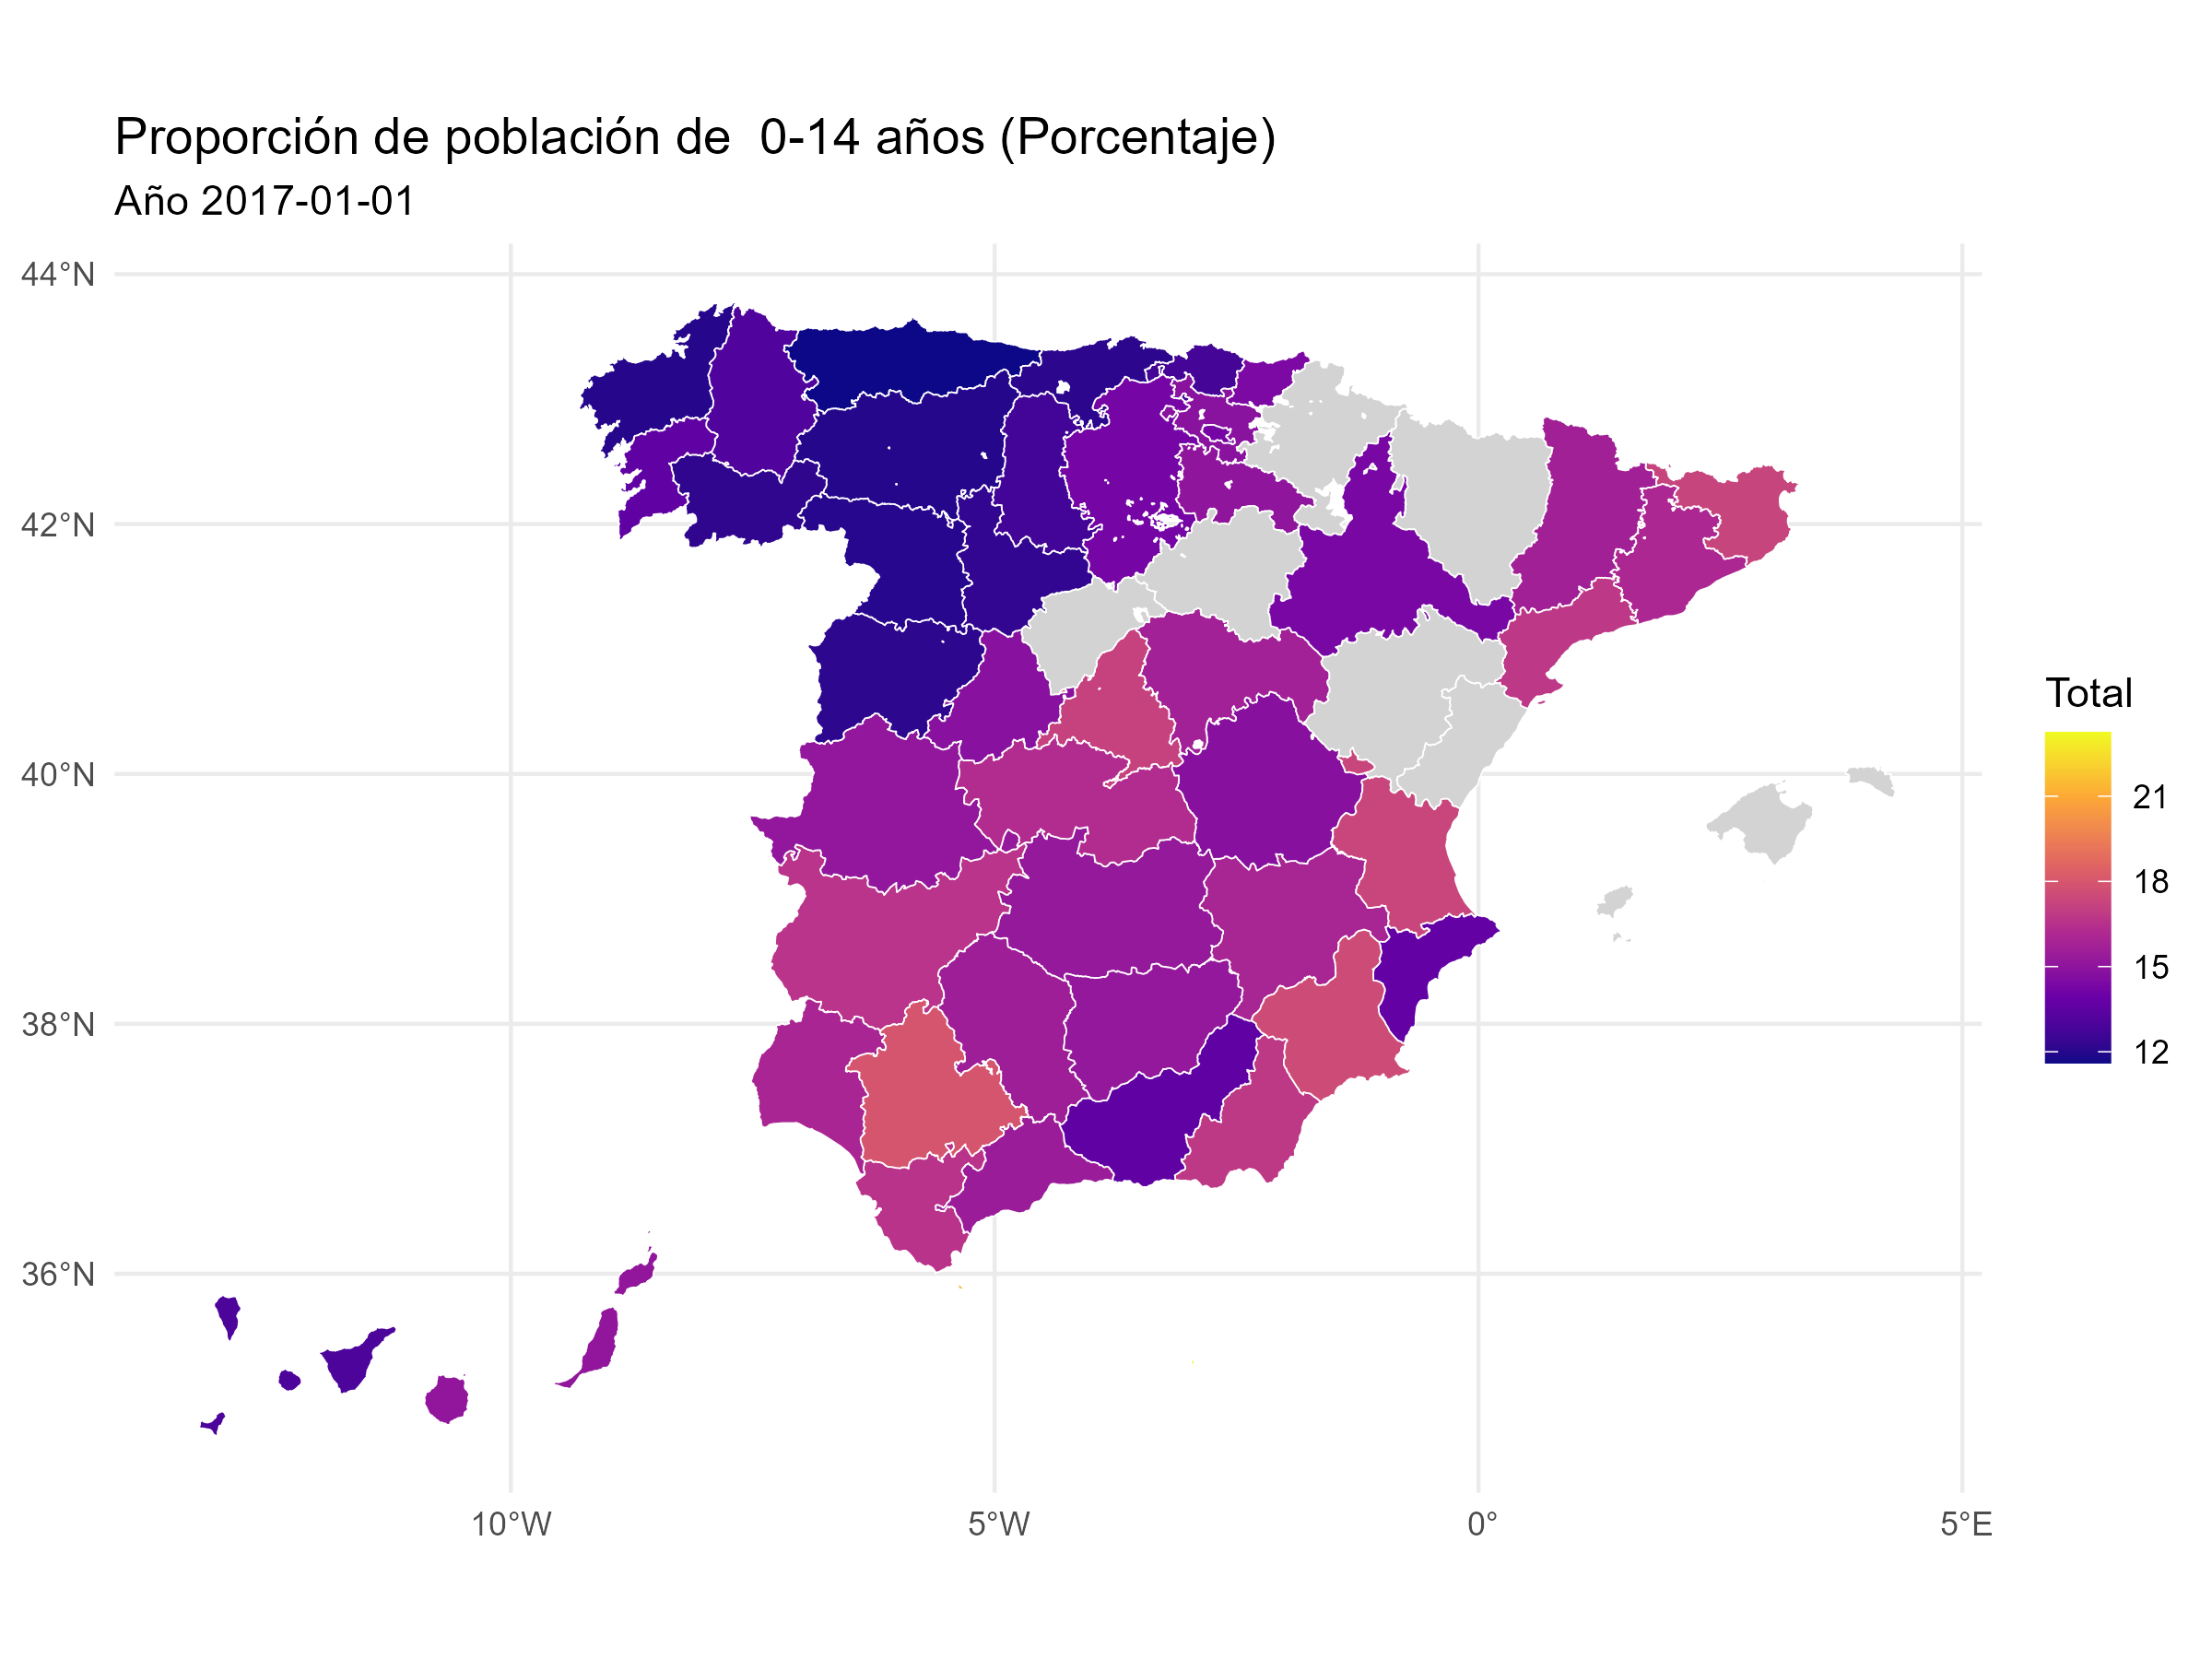 Proporción de población de  0-14 años (Porcentaje)
Año 2017-01-01
44°N
42°N
40°N
38°N
36°N
10°W
5°W
0°
5°E
Total
21
18
15
12